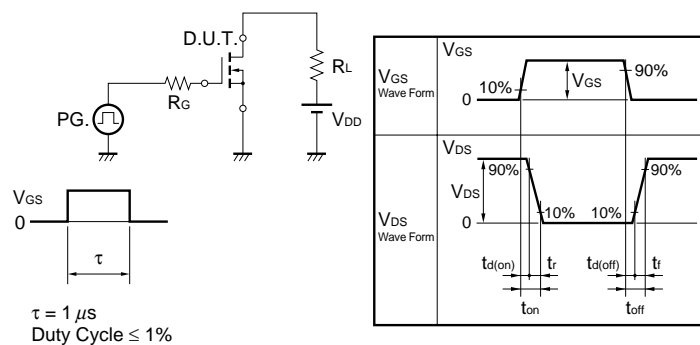 D.U.T.
RL
RG
PG.
VDD
VGS
0
τ
τ = 1 μs
Duty Cycle ≤ 1%
VGS
Wave Form
VGS
10%
VGS
90%
0
VDS
Wave Form
VDS
90%
90%
VDS
10%
10%
0
td(on)
tr
td(off)
tf
ton
toff